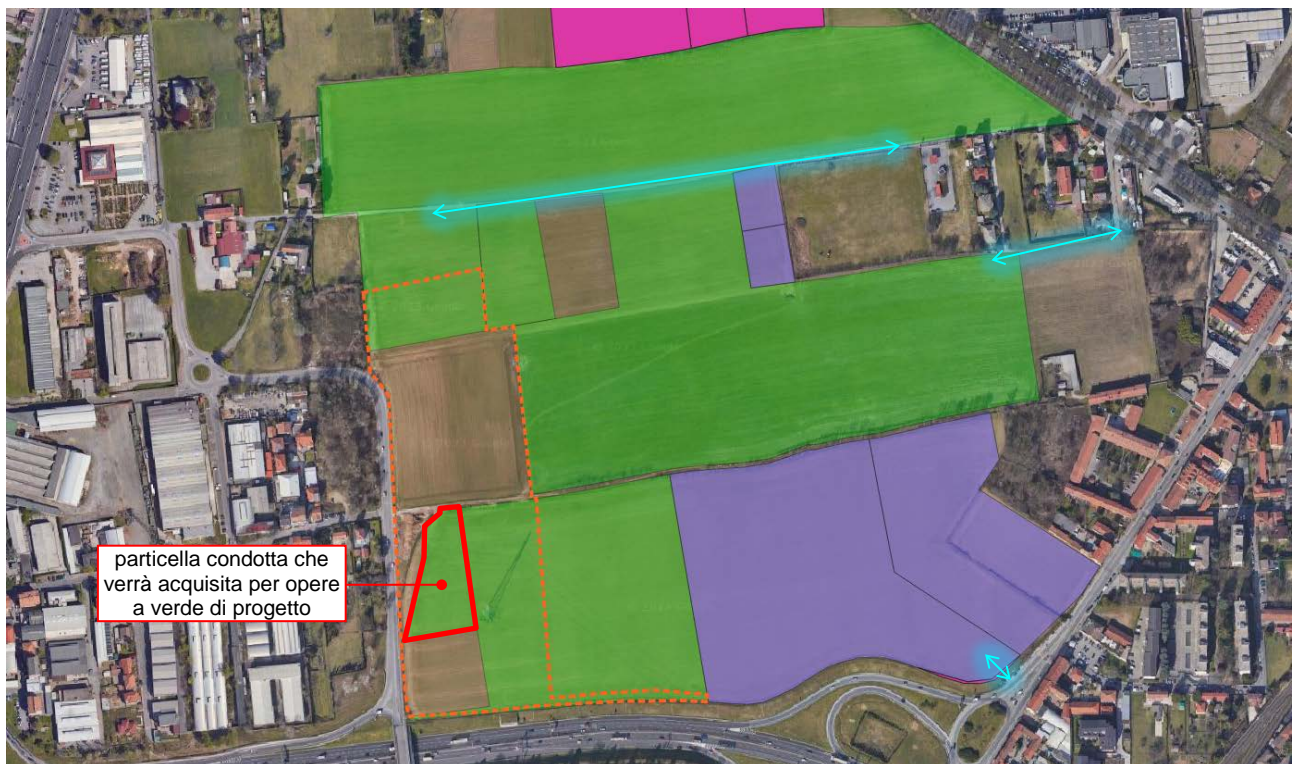 particella condotta che
verrà acquisita per opere
a verde di progetto